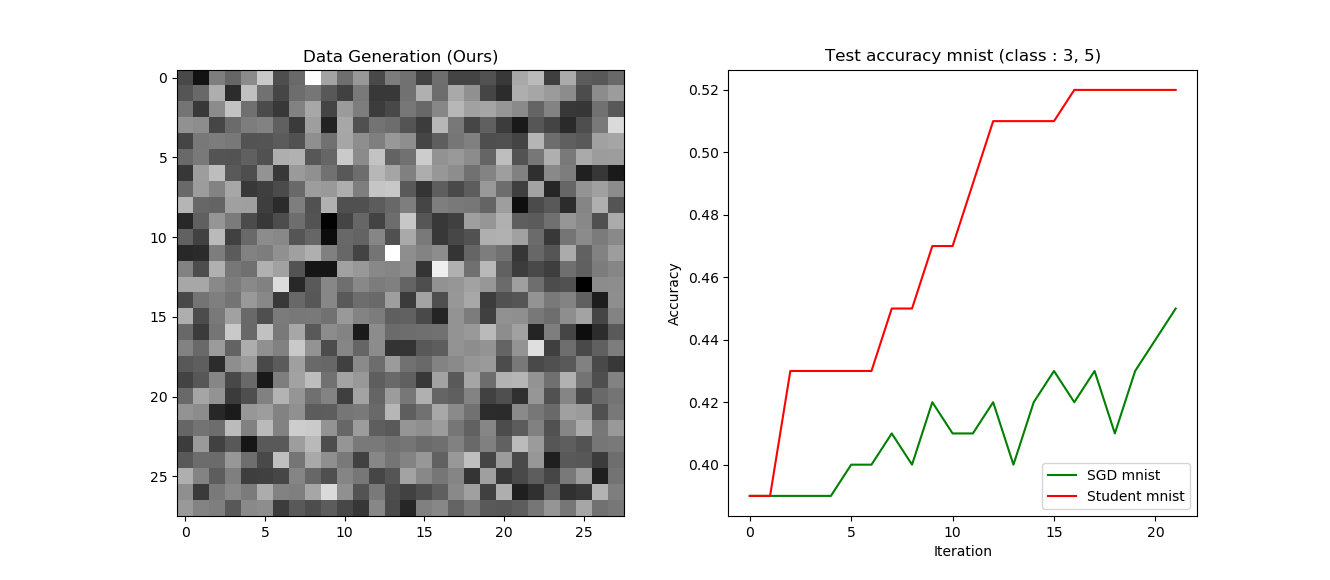 Data Generation (Ours)
0
5
10
15
20
25
0 5 10 15 20 25
Test accuracy mnist (class : 3, 5)
0.52
0.50
0.48
0.46
0.44
0.42
0.40
Accuracy
0 5 10 15 20
Iteration
SGD mnist
Student mnist